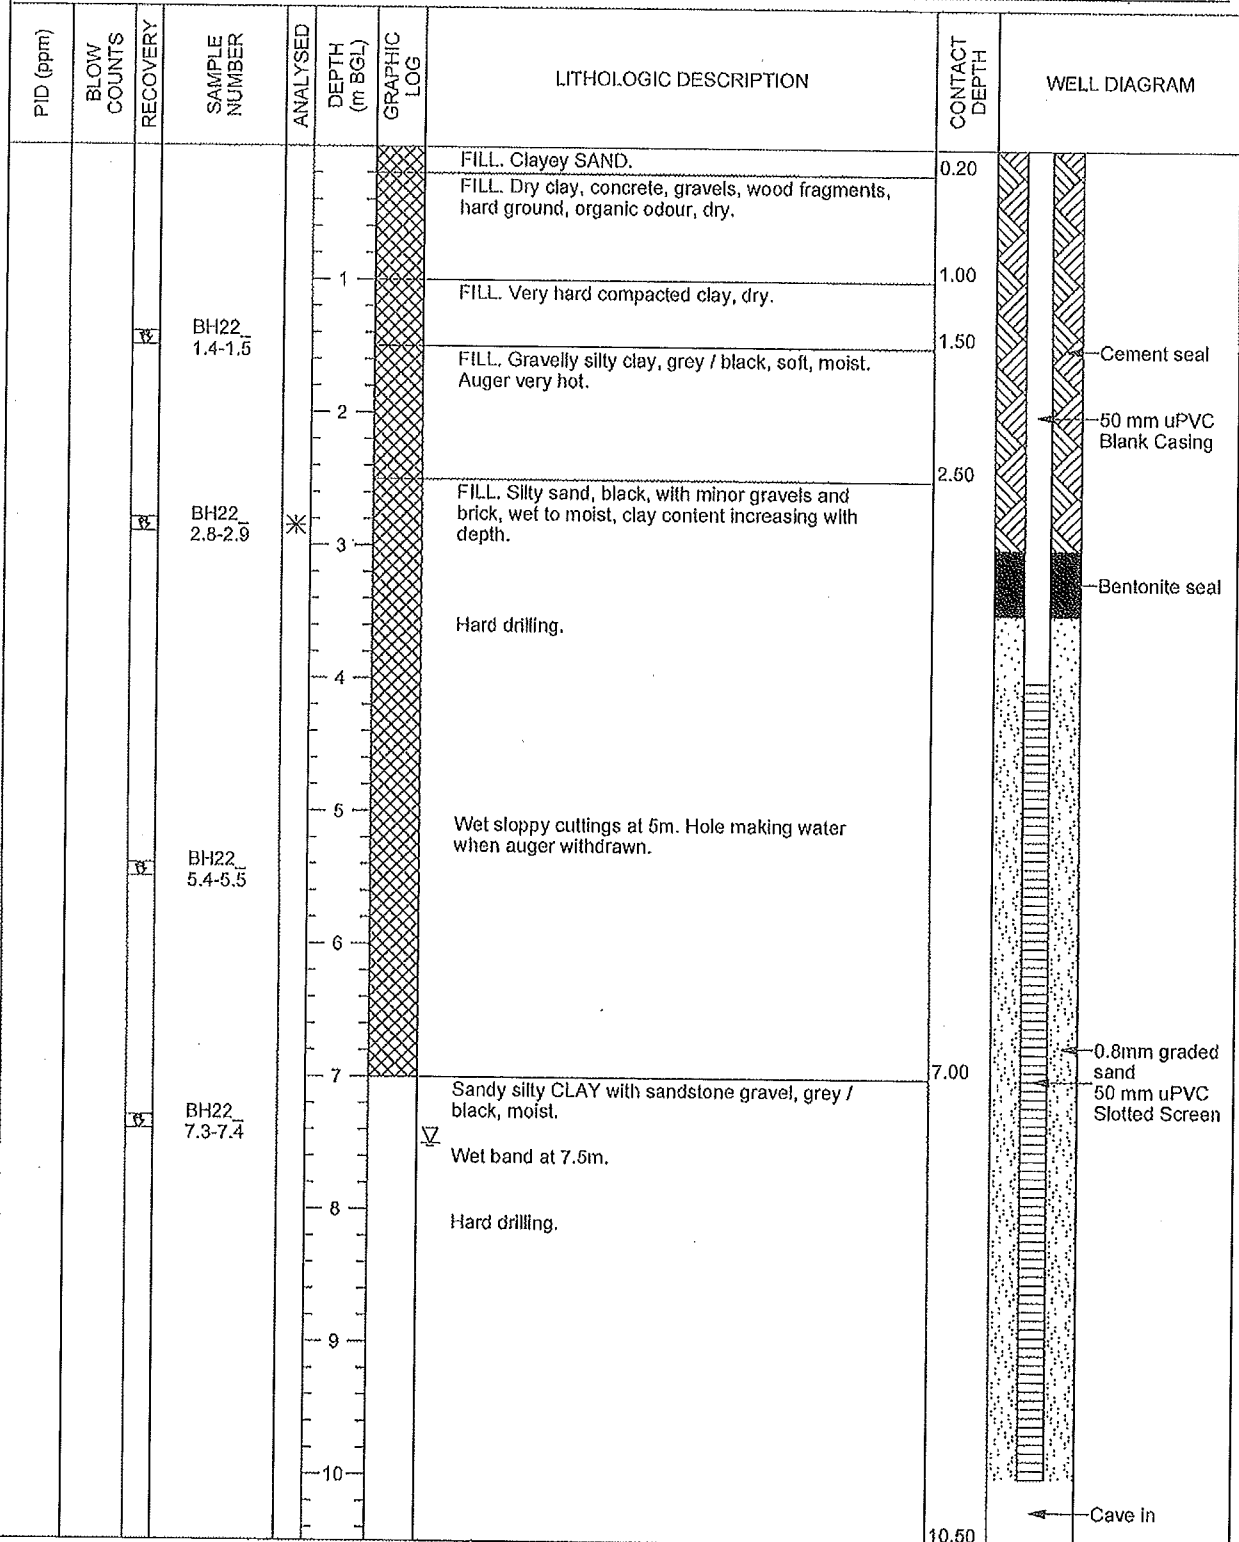 PID (ppm)
BLOW
COUNTS
RECOVERY
SAMPLE
NUMBER
ANALYSED
DEPTH
(m BGL)
GRAPHIC
LOG
LITHOLOGIC DESCRIPTION
CONTACT
DEPTH
WELL DIAGRAM
FILL. Clayey SAND.
0.20
FILL. Dry clay, concrete, gravels, wood fragments,
hard ground, organic odour, dry.
1
1.00
FILL. Very hard compacted clay, dry.
BH22_
1.4-1.5
1.50
FILL. Gravelly silty clay, grey / black, soft, moist.
Auger very hot.
Cement seal
2
50 mm uPVC
Blank Casing
2.50
FILL. Silty sand, black, with minor gravels and
brick, wet to moist, clay content increasing with
depth.
BH22_
2.8-2.9
3
Bentonite seal
Hard drilling.
4
5
Wet sloppy cuttings at 5m. Hole making water
when auger withdrawn.
BH22_
5.4-5.5
6
7
7.00
0.8mm graded
sand
50 mm uPVC
Slotted Screen
Sandy silty CLAY with sandstone gravel, grey /
black, moist.
BH22_
7.3-7.4
Wet band at 7.5m.
8
Hard drilling.
9
10
Cave in
10.50